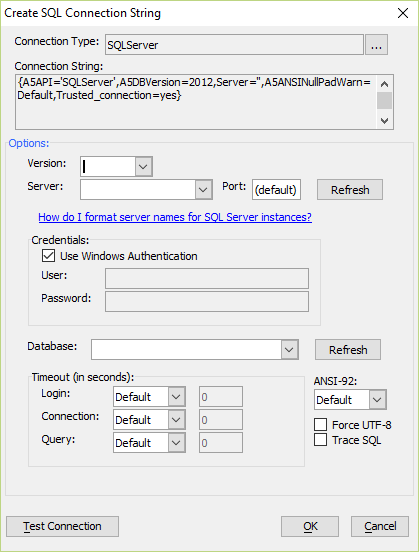 Create SQL Connection String
Connection Type: SQLServer ...
Connection String:
{A5API='SQLServer',A5DBVersion=2012,Server='',A5ANSINullPadWarn=
Default,Trusted_connection=yes}
Options:
Version:
Server: Port: (default) Refresh
How do I format server names for SQL Server instances?
Credentials:
Use Windows Authentication
User:
Password:
Database: Refresh
Timeout (in seconds): ANSI-92:
Login: Default 0 Default
Connection: Default 0 Force UTF-8
Query: Default 0 Trace SQL
Test Connection OK Cancel